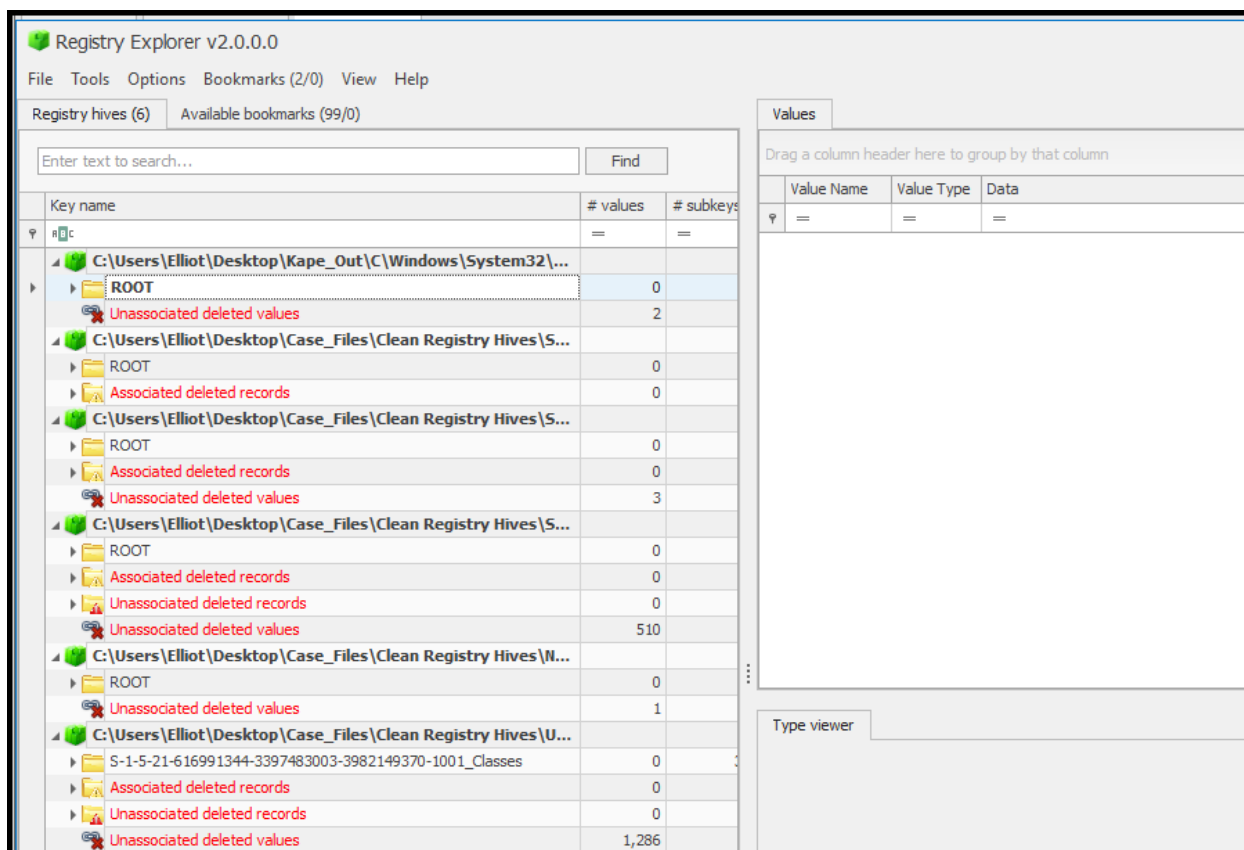 Registry Explorer v2.0.0.0
File Tools Options Bookmarks (2/0) View Help
Registry hives (6) Available bookmarks (99/0)
Enter text to search...
Find
Key name # values # subkeys
ABC = =
C:\Users\Elliot\Desktop\Kape_Out\C\Windows\System32\...
ROOT 0
Unassociated deleted values 2
C:\Users\Elliot\Desktop\Case_Files\Clean Registry Hives\S...
ROOT 0
Associated deleted records 0
C:\Users\Elliot\Desktop\Case_Files\Clean Registry Hives\S...
ROOT 0
Associated deleted records 0
Unassociated deleted values 3
C:\Users\Elliot\Desktop\Case_Files\Clean Registry Hives\S...
ROOT 0
Associated deleted records 0
Unassociated deleted records 0
Unassociated deleted values 510
C:\Users\Elliot\Desktop\Case_Files\Clean Registry Hives\N...
ROOT 0
Unassociated deleted values 1
C:\Users\Elliot\Desktop\Case_Files\Clean Registry Hives\U...
S-1-5-21-616991344-3397483003-3982149370-1001_Classes 0
Associated deleted records 0
Unassociated deleted records 0
Unassociated deleted values 1,286
Values
Drag a column header here to group by that column
Value Name Value Type Data
= = =
Type viewer